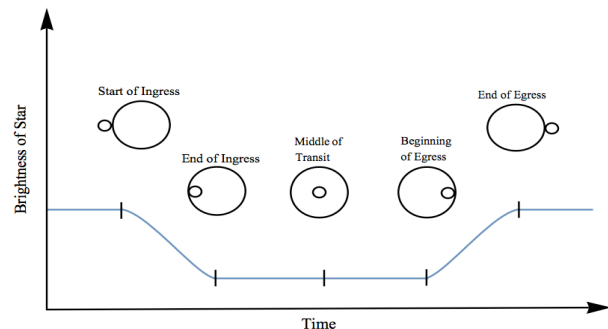 Brightness of Star
Start of Ingress
End of Ingress
Middle of
Transit
Beginning
of Egress
End of Egress
Time